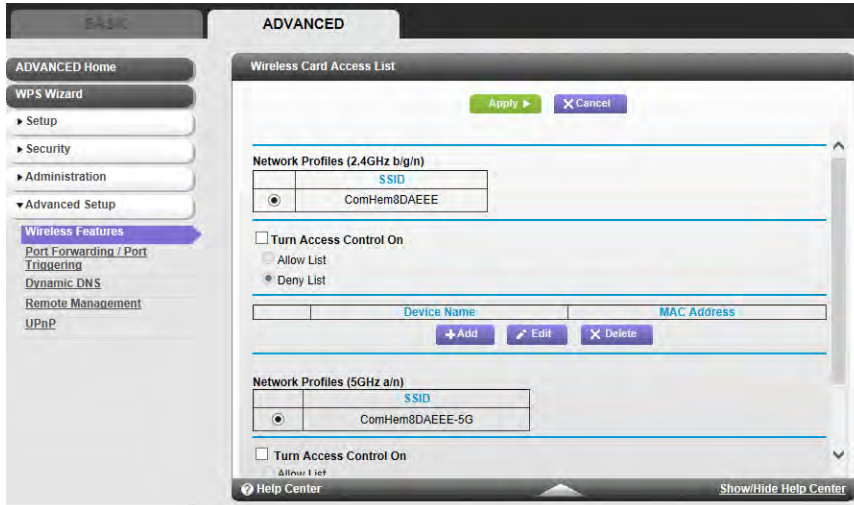 BASIC
ADVANCED
ADVANCED Home
WPS Wizard
Setup
Security
Administration
Advanced Setup
Wireless Features
Port Forwarding / Port
Triggering
Dynamic DNS
Remote Management
UPnP
Wireless Card Access List
Apply
Cancel
Network Profiles (2.4GHz b/g/n)
SSID
ComHem8DAEEE
Turn Access Control On
Allow List
Deny List
Device Name MAC Address
Add Edit Delete
Network Profiles (5GHz a/n)
SSID
ComHem8DAEEE-5G
Turn Access Control On
Allow List
Help Center Show/Hide Help Center